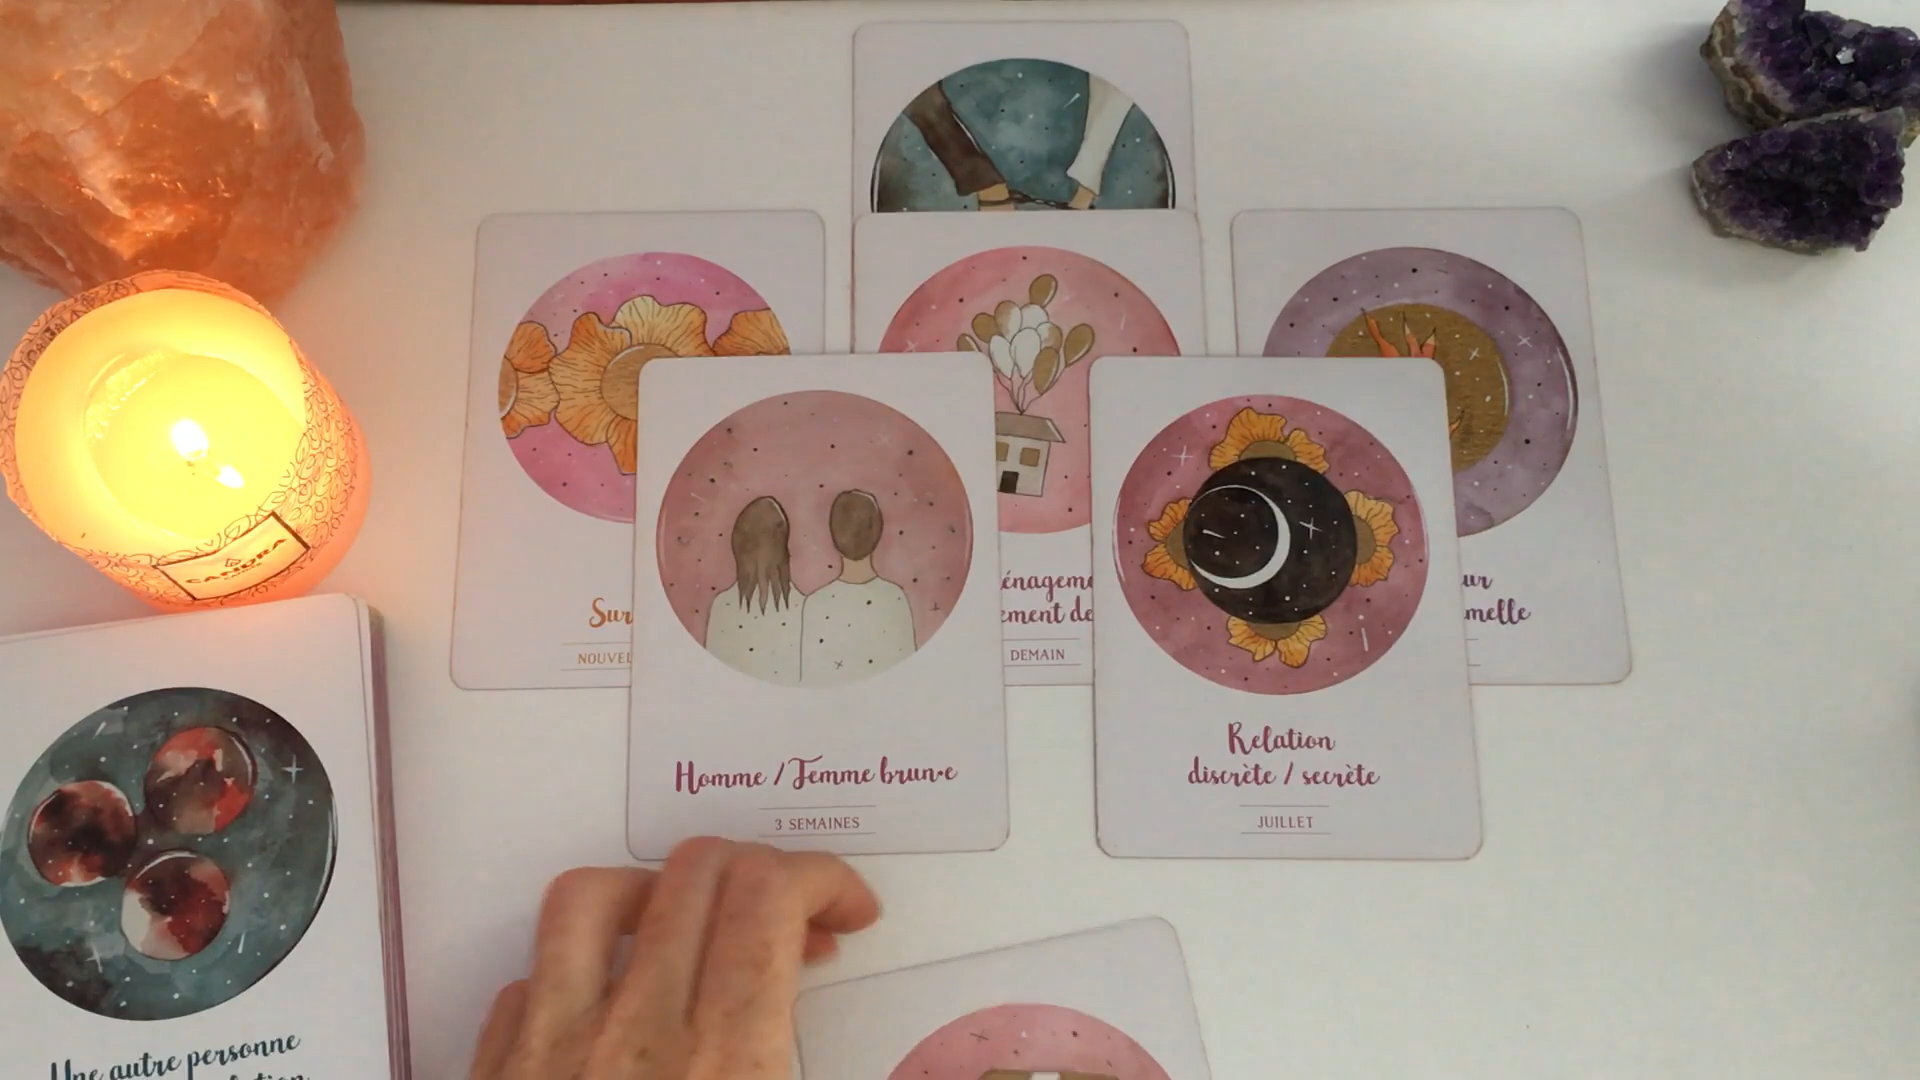 Sur
NOUVEL
énageme
ement de
DEMAIN
ur
melle
Homme / Femme brun·e
3 SEMAINES
Relation
discrète / secrète
JUILLET
CANDORA
Une autre personne